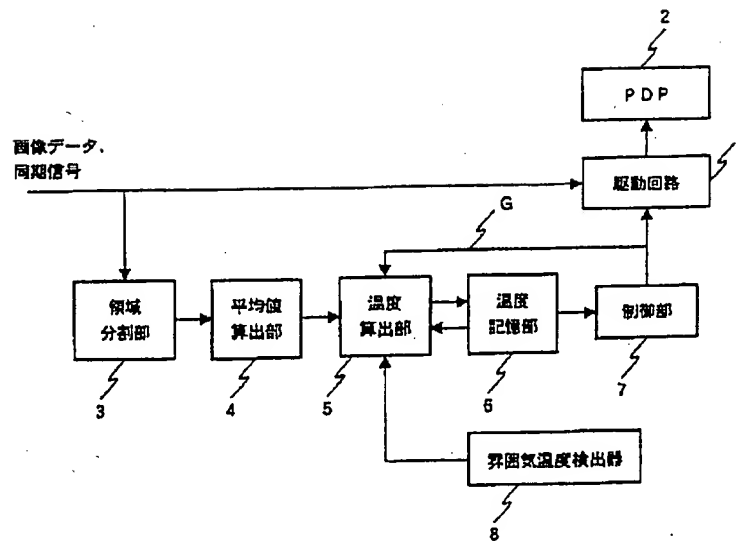 2
PDP
画像データ、
同期信号
駆動回路
G
領域
分割部
平均値
算出部
温度
算出部
温度
記憶部
制御部
3
4
5
6
7
雰囲気温度検出器
8